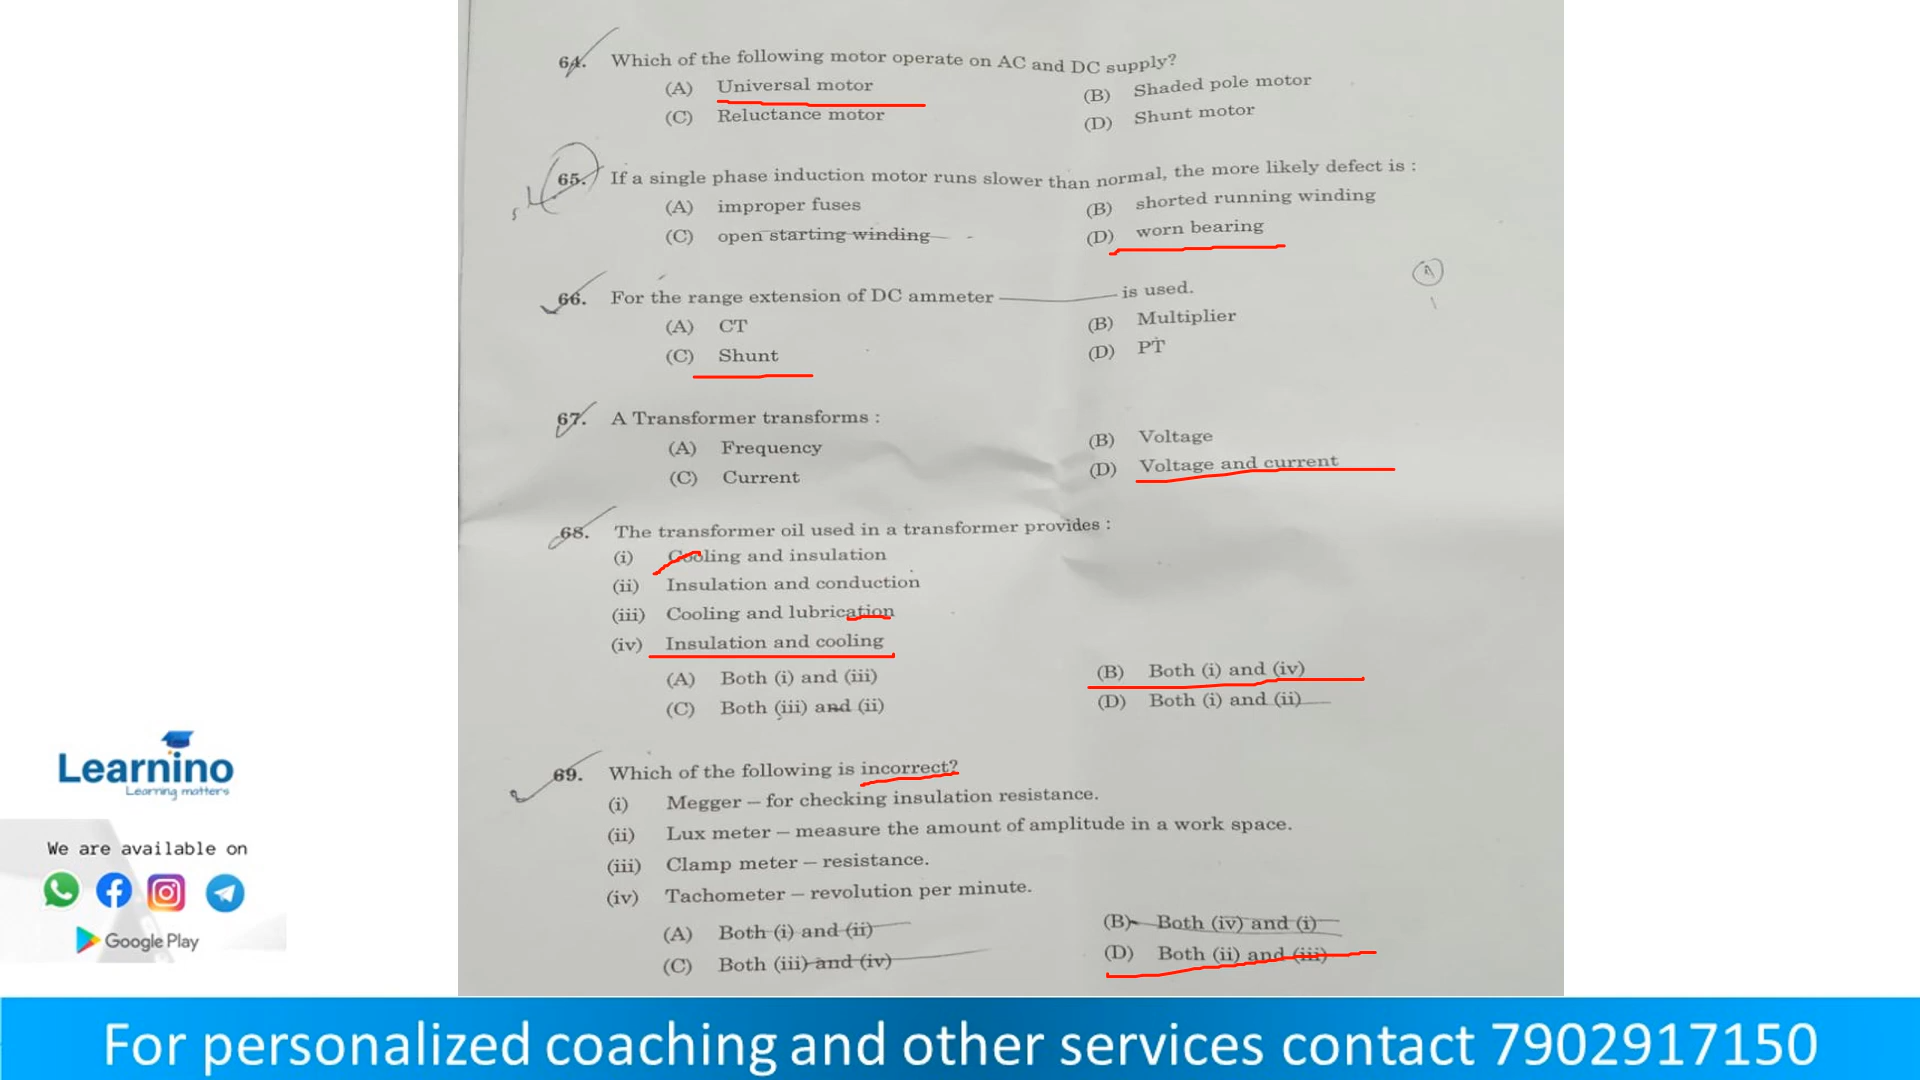 64. Which of the following motor operate on AC and DC supply?
(A) Universal motor (B) Shaded pole motor
(C) Reluctance motor (D) Shunt motor
65. If a single phase induction motor runs slower than normal, the more likely defect is :
(A) improper fuses (B) shorted running winding
(C) open starting winding (D) worn bearing
66. For the range extension of DC ammeter ________ is used.
(A) CT (B) Multiplier
(C) Shunt (D) PT
67. A Transformer transforms :
(A) Frequency (B) Voltage
(C) Current (D) Voltage and current
68. The transformer oil used in a transformer provides :
(i) Cooling and insulation
(ii) Insulation and conduction
(iii) Cooling and lubrication
(iv) Insulation and cooling
(A) Both (i) and (iii) (B) Both (i) and (iv)
(C) Both (iii) and (ii) (D) Both (i) and (ii)
69. Which of the following is incorrect?
(i) Megger – for checking insulation resistance.
(ii) Lux meter – measure the amount of amplitude in a work space.
(iii) Clamp meter – resistance.
(iv) Tachometer – revolution per minute.
(A) Both (i) and (ii) (B) Both (iv) and (i)
(C) Both (iii) and (iv) (D) Both (ii) and (iii)
Learnino
Learning matters
We are available on
Google Play
For personalized coaching and other services contact 7902917150